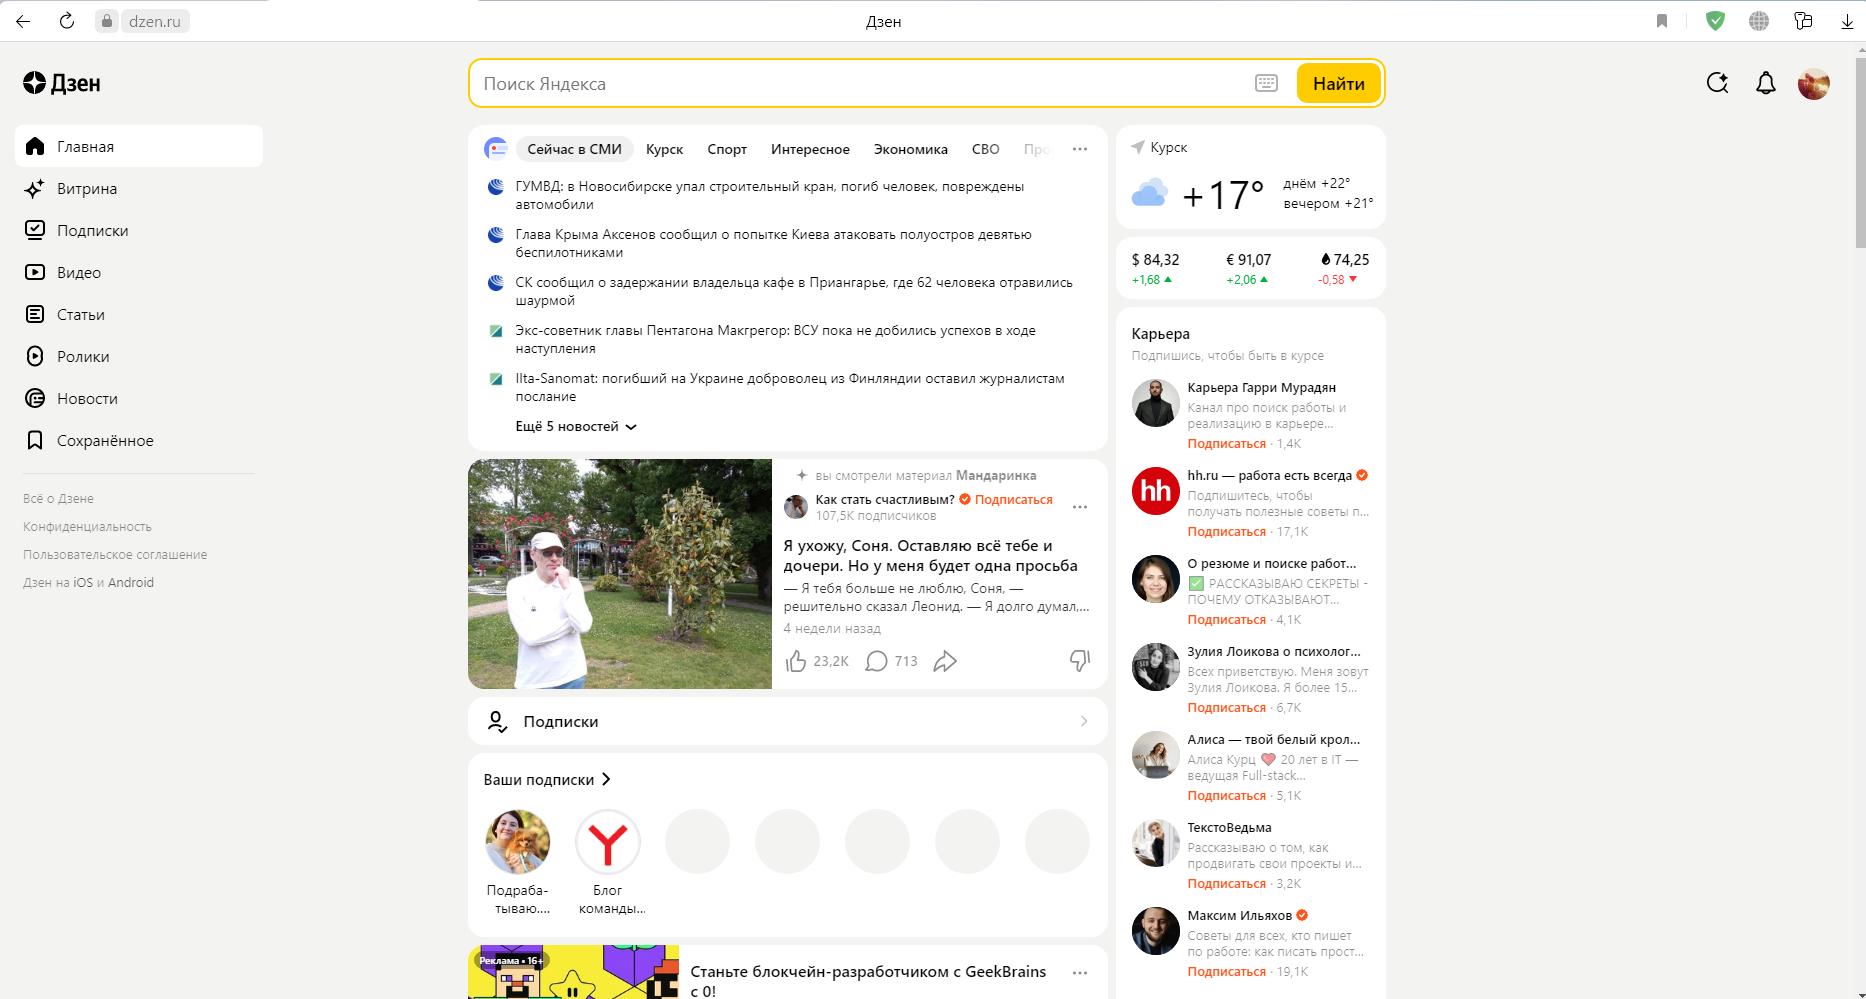 dzen.ru
Дзен
Дзен
Поиск Яндекса
Найти
Главная
Витрина
Подписки
Видео
Статьи
Ролики
Новости
Сохранённое
Всё о Дзене
Конфиденциальность
Пользовательское соглашение
Дзен на iOS и Android
Сейчас в СМИ Курск Спорт Интересное Экономика СВО
ГУМВД: в Новосибирске упал строительный кран, погиб человек, повреждены
автомобили
Глава Крыма Аксенов сообщил о попытке Киева атаковать полуостров девятью
беспилотниками
СК сообщил о задержании владельца кафе в Приангарье, где 62 человека отравились
шаурмой
Экс-советник главы Пентагона Макгрегор: ВСУ пока не добились успехов в ходе
наступления
Ilta-Sanomat: погибший на Украине доброволец из Финляндии оставил журналистам
послание
Ещё 5 новостей
вы смотрели материал Мандаринка
Как стать счастливым? Подписаться
107,5K подписчиков
Я ухожу, Соня. Оставляю всё тебе и
дочери. Но у меня будет одна просьба
— Я тебя больше не люблю, Соня, —
решительно сказал Леонид. — Я долго думал,...
4 недели назад
23,2K 713
Подписки
Ваши подписки
Подраба-
тываю....
Блог
команды...
Реклама • 16+
Станьте блокчейн-разработчиком с GeekBrains
с 0!
Курск
+17°
днём +22°
вечером +21°
$ 84,32 € 91,07 74,25
+1,68 +2,06 -0,58
Карьера
Подпишись, чтобы быть в курсе
Карьера Гарри Мурадян
Канал про поиск работы и
реализацию в карьере...
Подписаться · 1,4K
hh
hh.ru — работа есть всегда
Подпишитесь, чтобы
получать полезные советы п...
Подписаться · 17,1K
О резюме и поиске работ...
✅ РАССКАЗЫВАЮ СЕКРЕТЫ -
ПОЧЕМУ ОТКАЗЫВАЮТ...
Подписаться · 4,1K
Зулия Лоикова о психолог...
Всех приветствую. Меня зовут
Зулия Лоикова. Я более 15...
Подписаться · 6,7K
Алиса — твой белый крол...
Алиса Курц 💗 20 лет в IT —
ведущая Full-stack...
Подписаться · 5,1K
ТекстоВедьма
Рассказываю о том, как
продвигать свои проекты и...
Подписаться · 3,2K
Максим Ильяхов
Советы для всех, кто пишет
по работе: как писать прост...
Подписаться · 19,1K